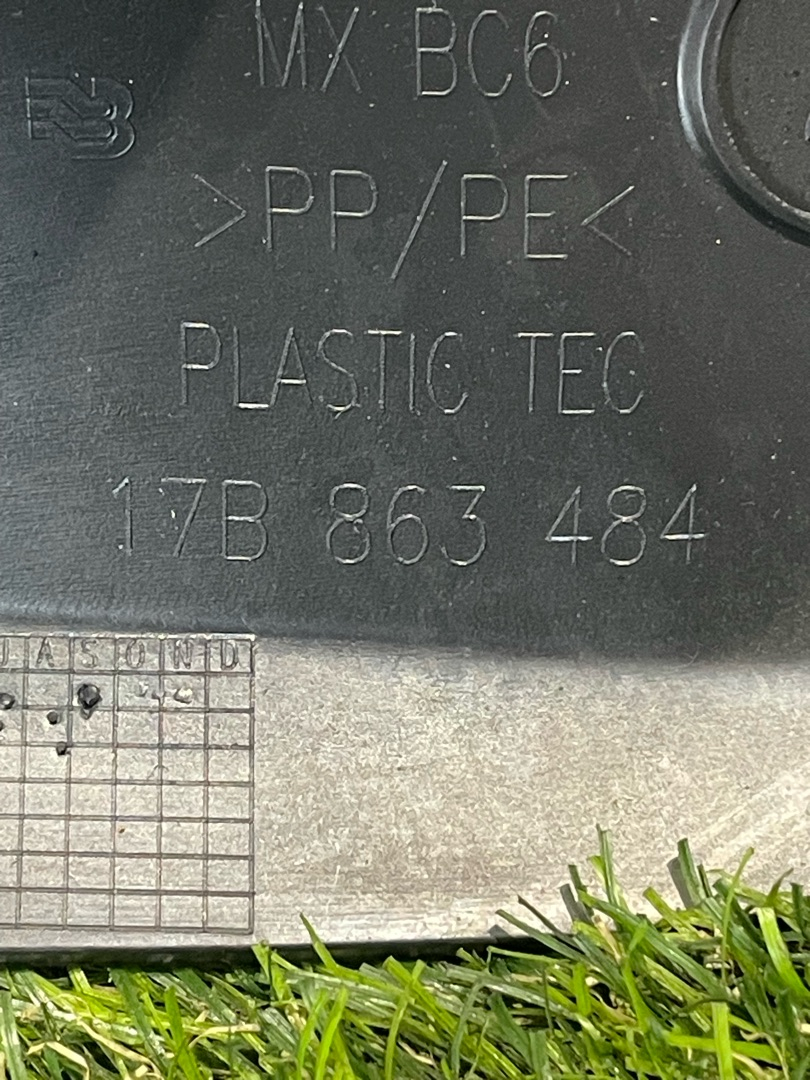 MX BC6
>PP/PE<
PLASTIC TEC
17B 863 484
J A S O N D